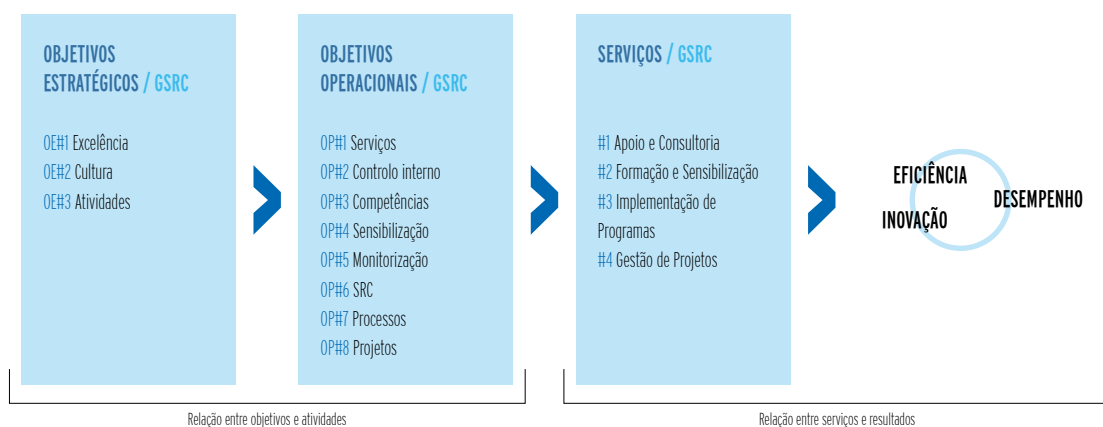 OBJETIVOS
ESTRATÉGICOS / GSRC
OE#1 Excelência
OE#2 Cultura
OE#3 Atividades
OBJETIVOS
OPERACIONAIS / GSRC
OP#1 Serviços
OP#2 Controlo interno
OP#3 Competências
OP#4 Sensibilização
OP#5 Monitorização
OP#6 SRC
OP#7 Processos
OP#8 Projetos
SERVIÇOS / GSRC
#1 Apoio e Consultoria
#2 Formação e Sensibilização
#3 Implementação de
Programas
#4 Gestão de Projetos
EFICIÊNCIA
DESEMPENHO
INOVAÇÃO
Relação entre objetivos e atividades
Relação entre serviços e resultados